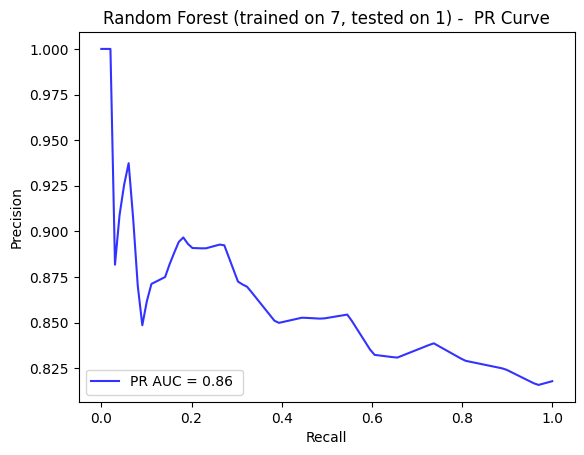 Random Forest (trained on 7, tested on 1) -  PR Curve
1.000
0.975
0.950
0.925
0.900
0.875
0.850
0.825
Precision
PR AUC = 0.86
0.0 0.2 0.4 0.6 0.8 1.0
Recall